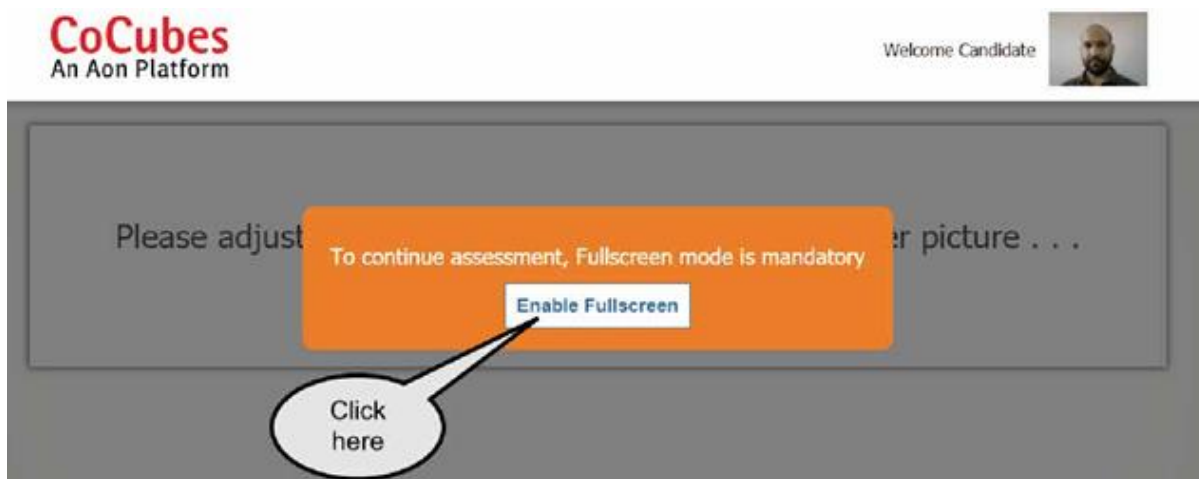 CoCubes
An Aon Platform
Welcome Candidate
Please adjust
er picture . . .
To continue assessment, Fullscreen mode is mandatory
Enable Fullscreen
Click
here